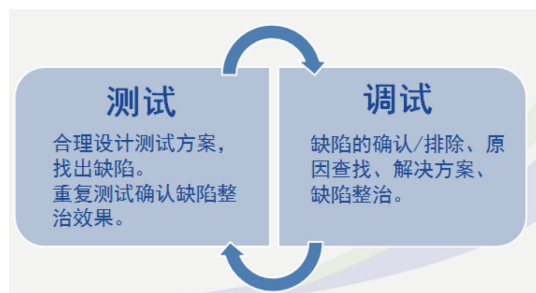 测试
合理设计测试方案,
找出缺陷。
重复测试确认缺陷整
治效果。
调试
缺陷的确认/排除、原
因查找、解决方案、
缺陷整治。